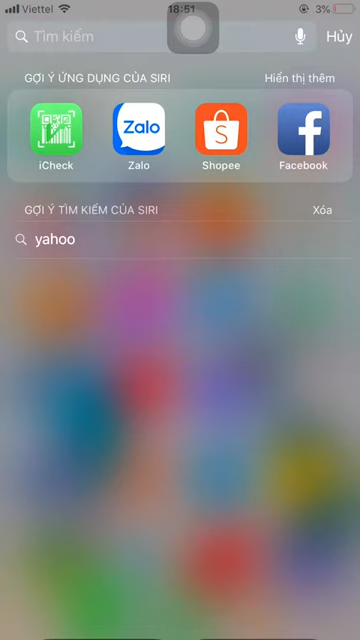 Viettel 18:51 3%
Tìm kiếm Hủy
GỢI Ý ỨNG DỤNG CỦA SIRI Hiển thị thêm
Zalo
iCheck Zalo Shopee Facebook
GỢI Ý TÌM KIẾM CỦA SIRI Xóa
yahoo